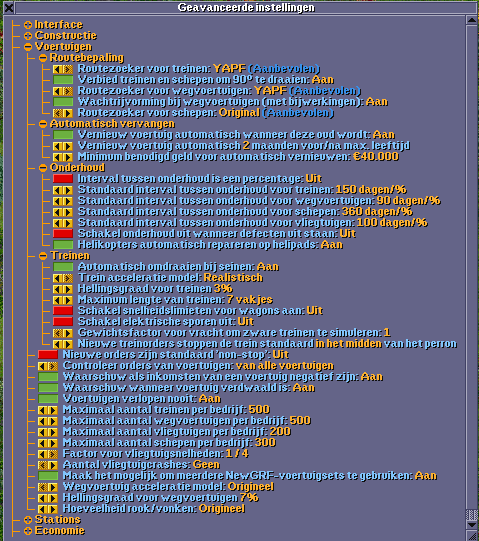 Geavanceerde instellingen
Interface
Constructie
Voertuigen
Routebepaling
Routezoeker voor treinen: YAPF (Aanbevolen)
Verbied treinen en schepen om 90° te draaien: Aan
Routezoeker voor wegvoertuigen: YAPF (Aanbevolen)
Wachtrijvorming bij wegvoertuigen (met bijwerkingen): Aan
Routezoeker voor schepen: Original (Aanbevolen)
Automatisch vervangen
Vernieuw voertuig automatisch wanneer deze oud wordt: Aan
Vernieuw voertuig automatisch 2 maanden voor/na max. leeftijd
Minimum benodigd geld voor automatisch vernieuwen: €40.000
Onderhoud
Interval tussen onderhoud is een percentage: Uit
Standaard interval tussen onderhoud voor treinen: 150 dagen/%
Standaard interval tussen onderhoud voor wegvoertuigen: 90 dagen/%
Standaard interval tussen onderhoud voor schepen: 360 dagen/%
Standaard interval tussen onderhoud voor vliegtuigen: 100 dagen/%
Schakel onderhoud uit wanneer defecten uit staan: Uit
Helikopters automatisch repareren op helipads: Aan
Treinen
Automatisch omdraaien bij seinen: Aan
Trein acceleratie model: Realistisch
Hellingsgraad voor treinen 3%
Maximum lengte van treinen: 7 vakjes
Schakel snelheidslimieten voor wagons aan: Uit
Schakel elektrische sporen uit: Uit
Gewichtsfactor voor vracht om zware treinen te simuleren: 1
Nieuwe treinorders stoppen de trein standaard in het midden van het perron
Nieuwe orders zijn standaard 'non-stop': Uit
Controleer orders van voertuigen: van alle voertuigen
Waarschuw als inkomsten van een voertuig negatief zijn: Aan
Waarschuw wanneer voertuig verdwaald is: Aan
Voertuigen verlopen nooit: Aan
Maximaal aantal treinen per bedrijf: 500
Maximaal aantal wegvoertuigen per bedrijf: 500
Maximaal aantal vliegtuigen per bedrijf: 200
Maximaal aantal schepen per bedrijf: 300
Factor voor vliegtuigsnelheden: 1 / 4
Aantal vliegtuigcrashes: Geen
Maak het mogelijk om meerdere NewGRF-voertuigsets te gebruiken: Aan
Wegvoertuig acceleratie model: Origineel
Hellingsgraad voor wegvoertuigen 7%
Hoeveelheid rook/vonken: Origineel
Stations
Economie